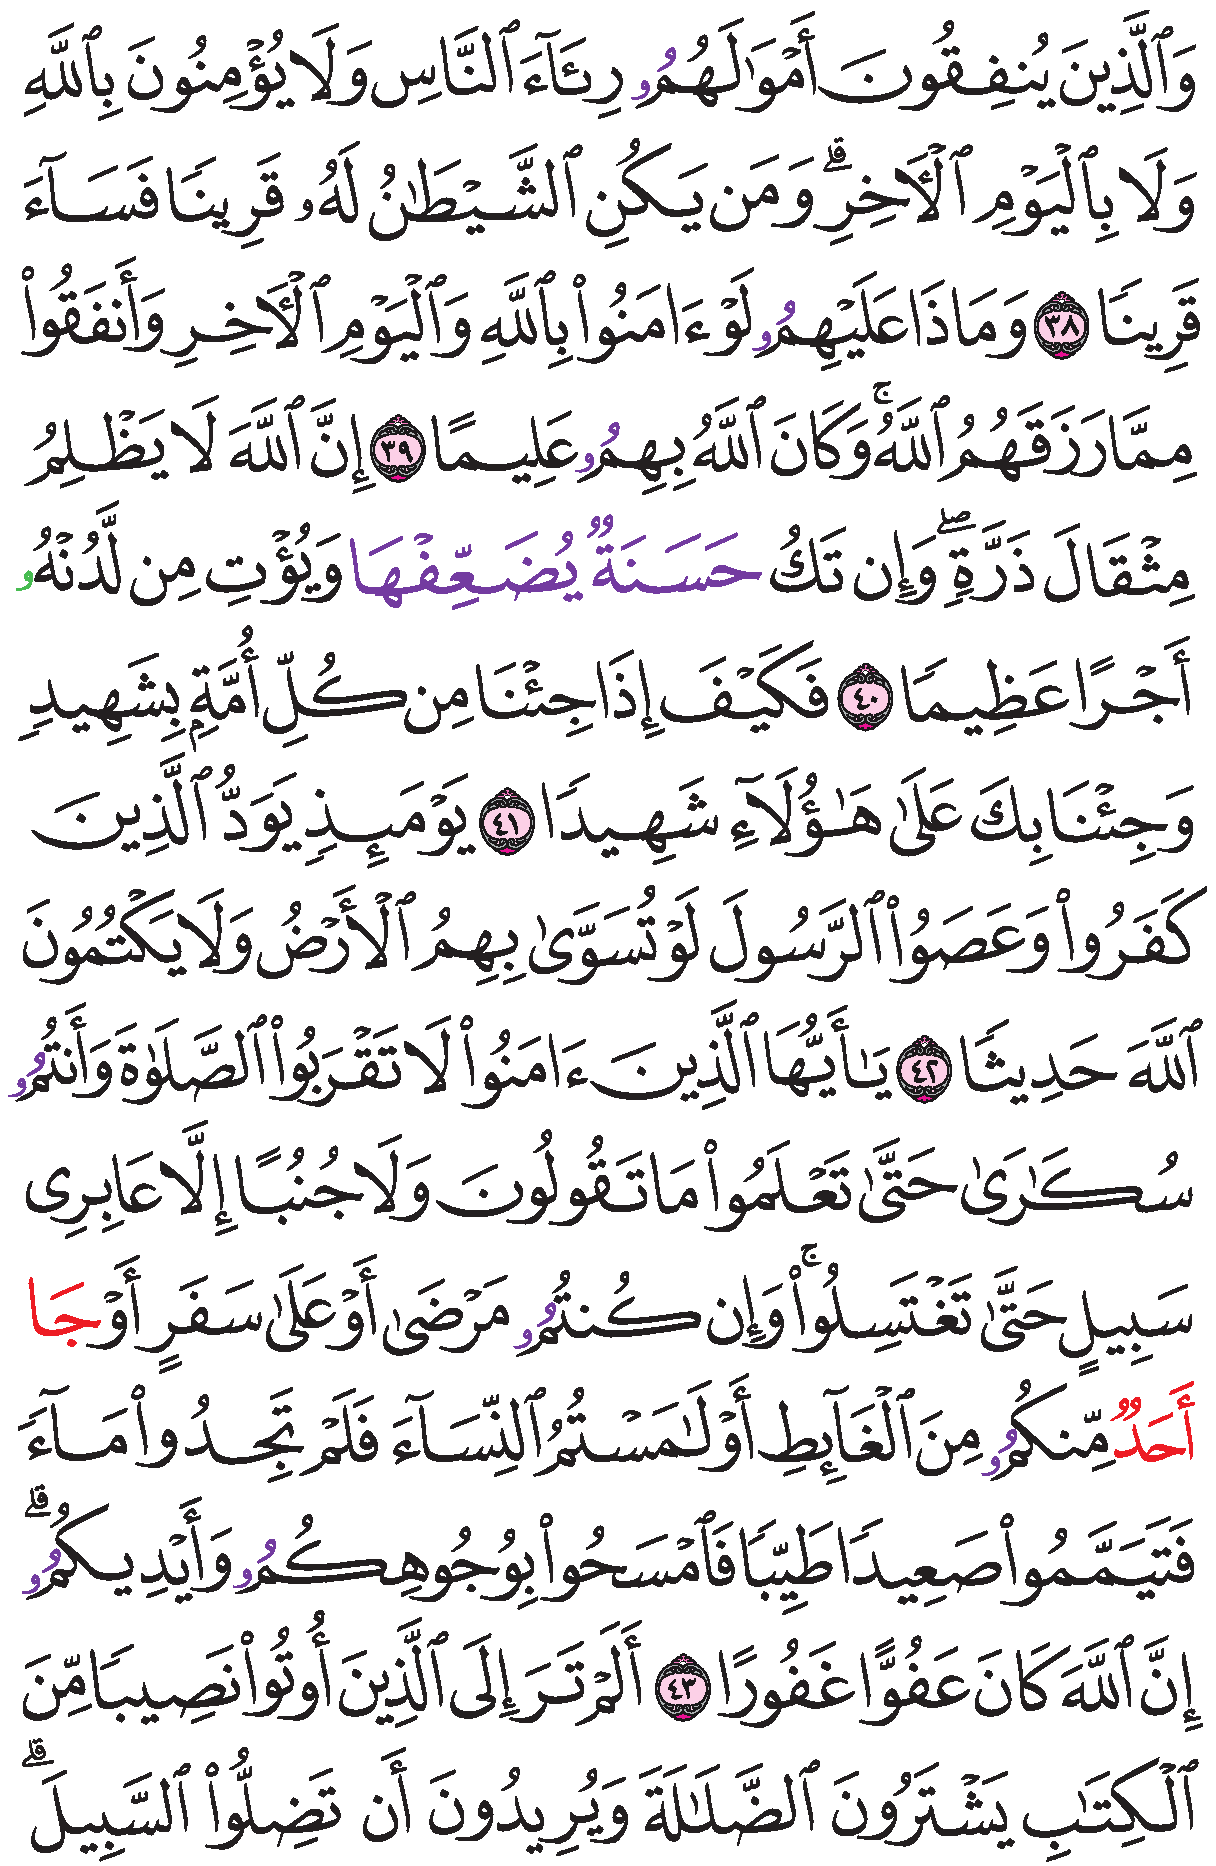 وَٱلَّذِينَ يُنفِقُونَ أَمْوَٰلَهُمُۥ رِئَآءَ ٱلنَّاسِ وَلَا يُؤْمِنُونَ بِٱللَّهِ
وَلَا بِٱلْيَوْمِ ٱلْأَخِرِ ۗ وَمَن يَكُنِ ٱلشَّيْطَٰنُ لَهُۥ قَرِينًا فَسَآءَ
قَرِينًا ٣٨ وَمَاذَا عَلَيْهِمُۥ لَوْ ءَامَنُوا۟ بِٱللَّهِ وَٱلْيَوْمِ ٱلْأَخِرِ وَأَنفَقُوا۟
مِمَّا رَزَقَهُمُ ٱللَّهُ ۚ وَكَانَ ٱللَّهُ بِهِمُۥ عَلِيمًا ٣٩ إِنَّ ٱللَّهَ لَا يَظْلِمُ
مِثْقَالَ ذَرَّةٍ ۖ وَإِن تَكُ حَسَنَةٌ يُضَعِّفْهَا وَيُؤْتِ مِن لَّدُنْهُۥ
أَجْرًا عَظِيمًا ٤٠ فَكَيْفَ إِذَا جِئْنَا مِن كُلِّ أُمَّةٍۭ بِشَهِيدٍ
وَجِئْنَا بِكَ عَلَىٰ هَٰٓؤُلَآءِ شَهِيدًا ٤١ يَوْمَئِذٍ يَوَدُّ ٱلَّذِينَ
كَفَرُوا۟ وَعَصَوُا۟ ٱلرَّسُولَ لَوْ تُسَوَّىٰ بِهِمُ ٱلْأَرْضُ وَلَا يَكْتُمُونَ
ٱللَّهَ حَدِيثًا ٤٢ يَٰٓأَيُّهَا ٱلَّذِينَ ءَامَنُوا۟ لَا تَقْرَبُوا۟ ٱلصَّلَوٰةَ وَأَنتُمُۥ
سُكَٰرَىٰ حَتَّىٰ تَعْلَمُوا۟ مَا تَقُولُونَ وَلَا جُنُبًا إِلَّا عَابِرِى
سَبِيلٍ حَتَّىٰ تَغْتَسِلُوا۟ ۚ وَإِن كُنتُمُۥ مَرْضَىٰ أَوْ عَلَىٰ سَفَرٍ أَوْ جَا
أَحَدٌ مِّنكُمُۥ مِنَ ٱلْغَآئِطِ أَوْ لَٰمَسْتُمُ ٱلنِّسَآءَ فَلَمْ تَجِدُوا۟ مَآءً
فَتَيَمَّمُوا۟ صَعِيدًا طَيِّبًا فَٱمْسَحُوا۟ بِوُجُوهِكُمُۥ وَأَيْدِيكُمُۥ ۗ
إِنَّ ٱللَّهَ كَانَ عَفُوًّا غَفُورًا ٤٣ أَلَمْ تَرَ إِلَى ٱلَّذِينَ أُوتُوا۟ نَصِيبًا مِّنَ
ٱلْكِتَٰبِ يَشْتَرُونَ ٱلضَّلَٰلَةَ وَيُرِيدُونَ أَن تَضِلُّوا۟ ٱلسَّبِيلَ ۗ